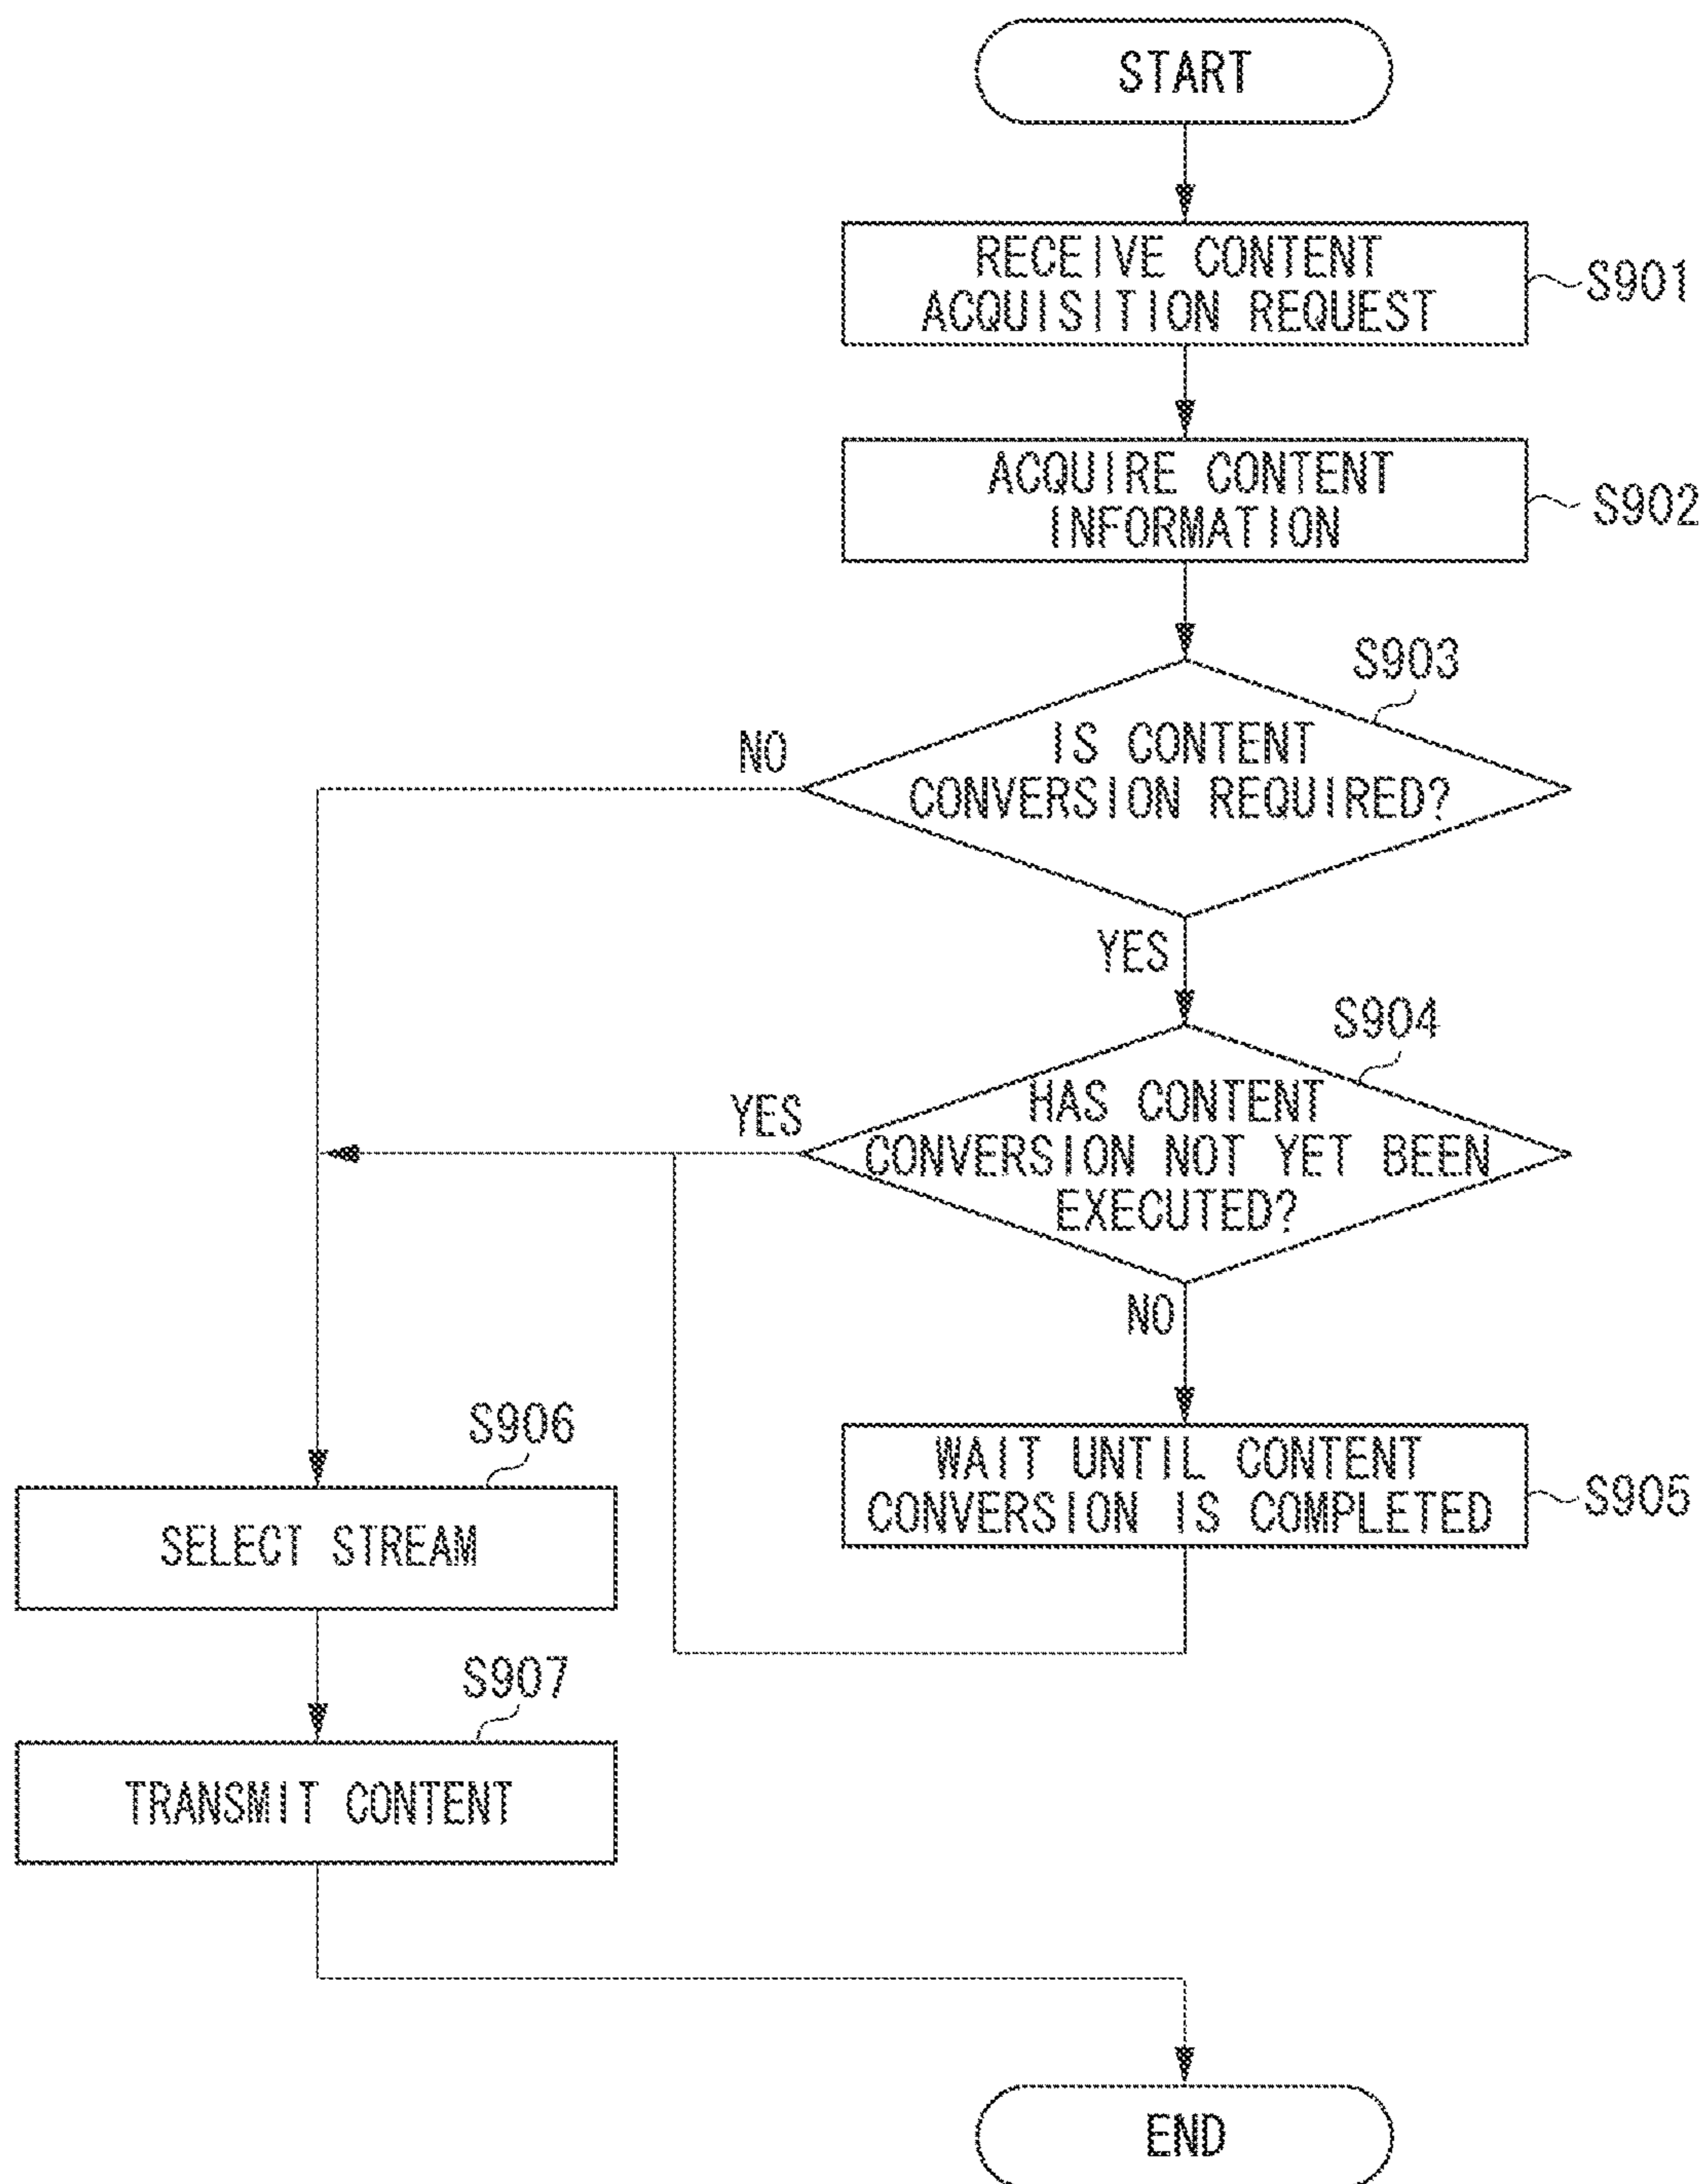 START
RECEIVE CONTENT
ACQUISITION REQUEST
S901
ACQUIRE CONTENT
INFORMATION
S902
S903
IS CONTENT
CONVERSION REQUIRED?
NO
YES
S904
HAS CONTENT
CONVERSION NOT YET BEEN
EXECUTED?
YES
NO
WAIT UNTIL CONTENT
CONVERSION IS COMPLETED
S905
S906
SELECT STREAM
S907
TRANSMIT CONTENT
END